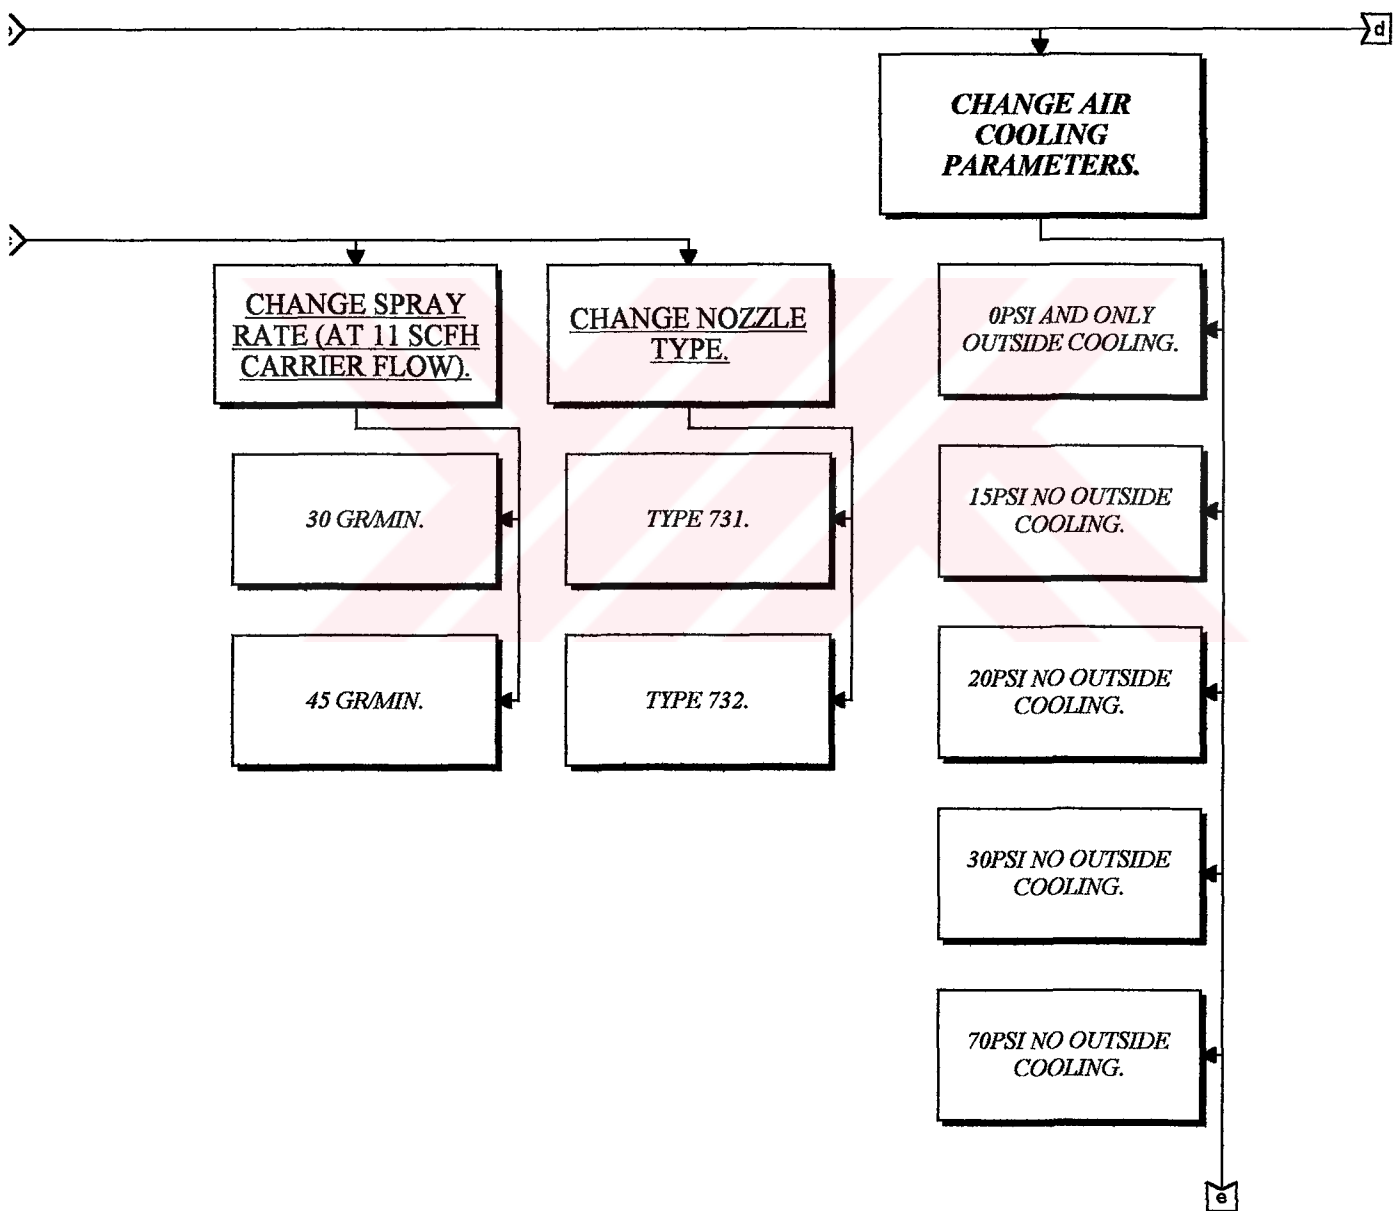 d
CHANGE AIR
COOLING
PARAMETERS.
CHANGE SPRAY
RATE (AT 11 SCFH
CARRIER FLOW).
CHANGE NOZZLE
TYPE.
0PSI AND ONLY
OUTSIDE COOLING.
30 GR/MIN.
TYPE 731.
15PSI NO OUTSIDE
COOLING.
45 GR/MIN.
TYPE 732.
20PSI NO OUTSIDE
COOLING.
30PSI NO OUTSIDE
COOLING.
70PSI NO OUTSIDE
COOLING.
e